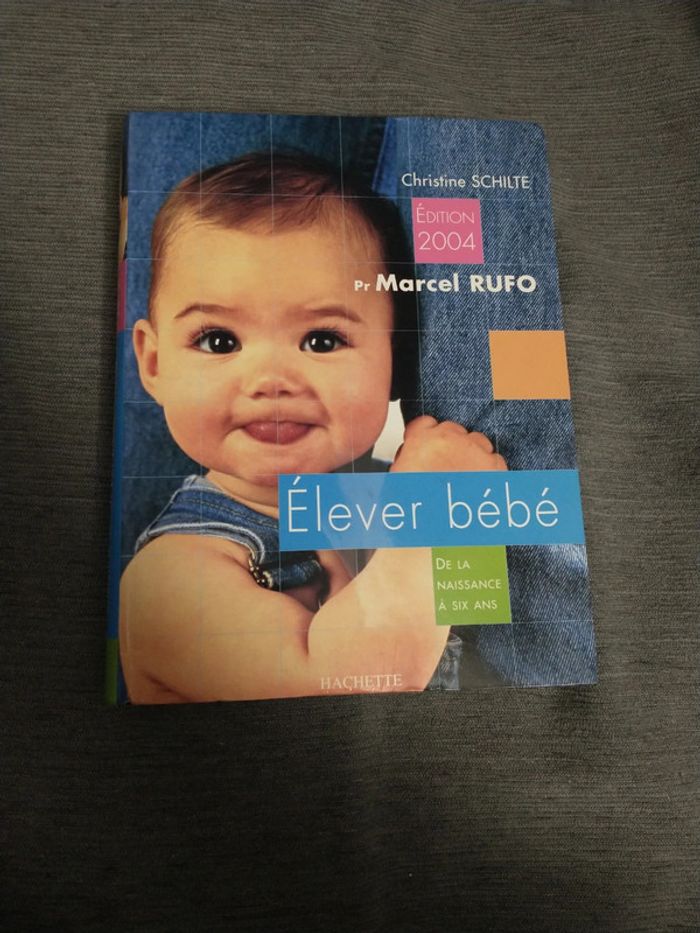 Christine SCHILTE
ÉDITION
2004
Pr Marcel RUFO
Élever bébé
DE LA
NAISSANCE
À SIX ANS
HACHETTE